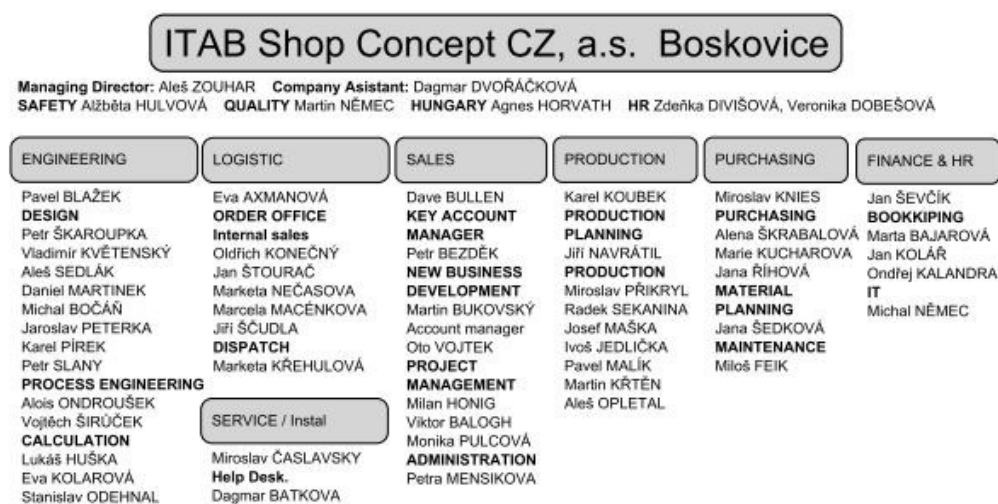 ITAB Shop Concept CZ, a.s. Boskovice
Managing Director: Aleš ZOUHAR Company Asistant: Dagmar DVOŘÁČKOVÁ
SAFETY Alžběta HULVOVÁ QUALITY Martin NĚMEC HUNGARY Agnes HORVATH HR Zdeňka DIVIŠOVÁ, Veronika DOBEŠOVÁ
ENGINEERING
Pavel BLAŽEK
DESIGN
Petr ŠKAROUPKA
Vladimír KVĚTENSKÝ
Aleš SEDLÁK
Daniel MARTINEK
Michal BOČÁŇ
Jaroslav PETERKA
Karel PÍREK
Petr SLANY
PROCESS ENGINEERING
Alois ONDROUŠEK
Vojtěch ŠIRŮČEK
CALCULATION
Lukáš HUŠKA
Eva KOLAROVÁ
Stanislav ODEHNAL
LOGISTIC
Eva AXMANOVÁ
ORDER OFFICE
Internal sales
Oldřich KONEČNÝ
Jan ŠTOURAČ
Marketa NEČASOVA
Marcela MACÉNKOVA
Jiří ŠČUDLA
DISPATCH
Marketa KŘEHULOVÁ
SERVICE / Instal
Miroslav ČASLAVSKY
Help Desk.
Dagmar BATKOVA
SALES
Dave BULLEN
KEY ACCOUNT
MANAGER
Petr BEZDĚK
NEW BUSINESS
DEVELOPMENT
Martin BUKOVSKÝ
Account manager
Oto VOJTEK
PROJECT
MANAGEMENT
Milan HONIG
Viktor BALOGH
Monika PULCOVÁ
ADMINISTRATION
Petra MENSIKOVA
PRODUCTION
Karel KOUBEK
PRODUCTION
PLANNING
Jiří NAVRÁTIL
PRODUCTION
Miroslav PŘIKRYL
Radek SEKANINA
Josef MAŠKA
Ivoš JEDLIČKA
Pavel MALÍK
Martin KŘTĚN
Aleš OPLETAL
PURCHASING
Miroslav KNIES
PURCHASING
Alena ŠKRABALOVÁ
Marie KUCHAROVA
Jana ŘÍHOVÁ
MATERIAL
PLANNING
Jana ŠEDKOVÁ
MAINTENANCE
Miloš FEIK
FINANCE & HR
Jan ŠEVČÍK
BOOKKIPING
Marta BAJAROVÁ
Jan KOLÁŘ
Ondřej KALANDRA
IT
Michal NĚMEC